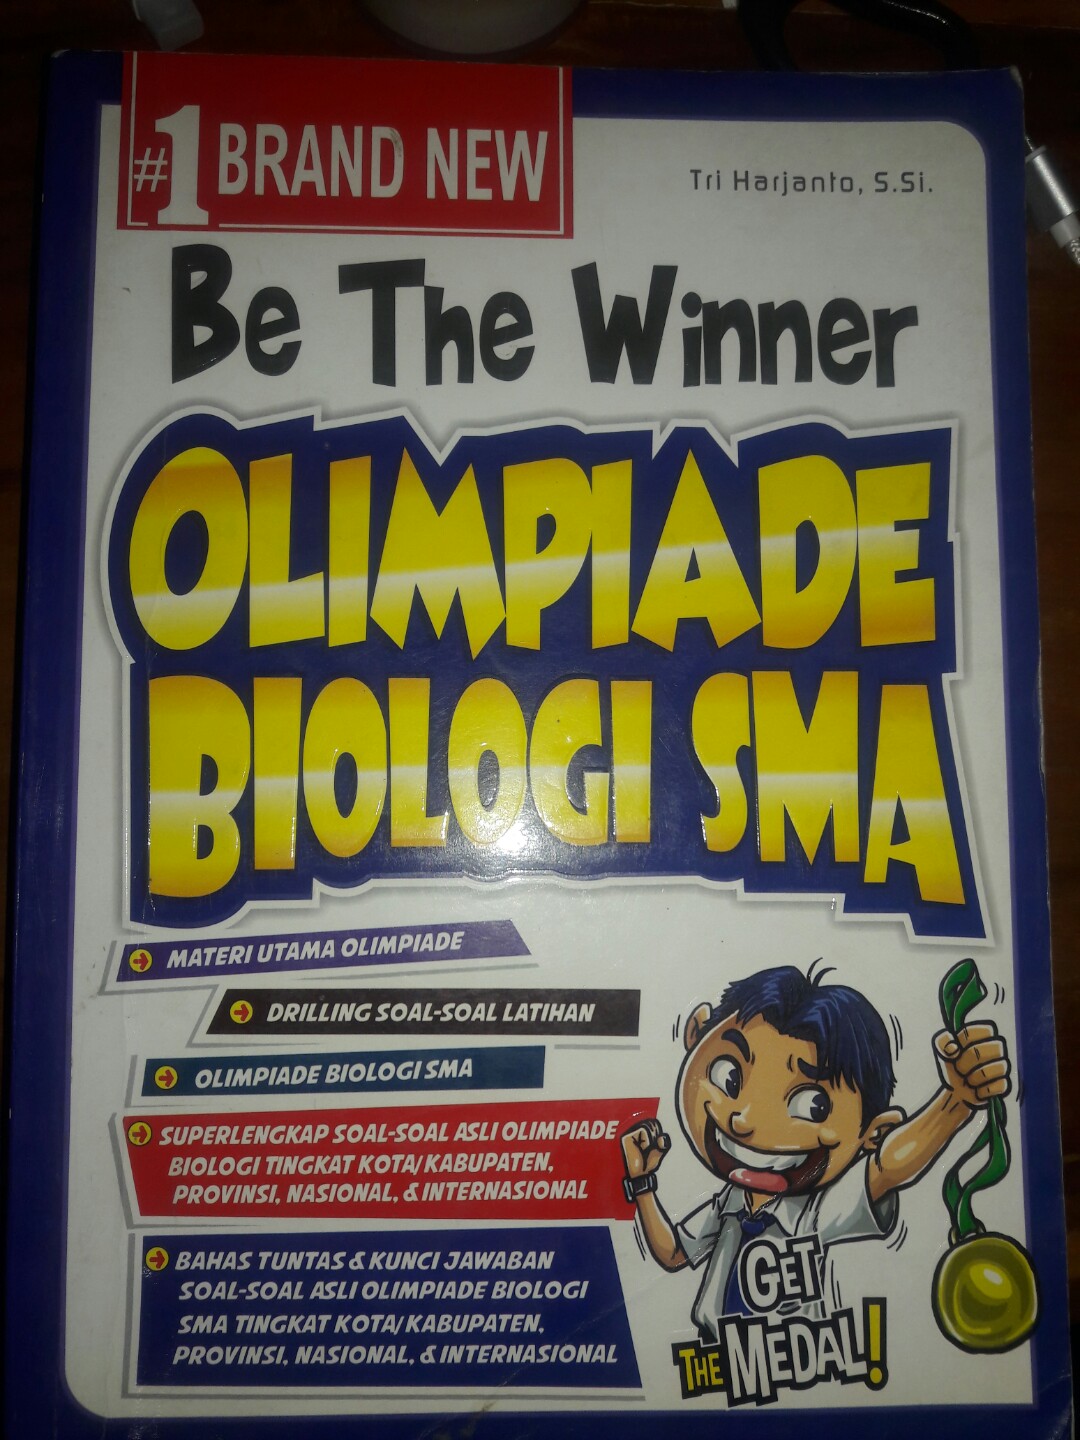 #1 BRAND NEW
Tri Harjanto, S.Si.
Be The Winner
OLIMPIADE
BIOLOGI SMA
MATERI UTAMA OLIMPIADE
DRILLING SOAL-SOAL LATIHAN
OLIMPIADE BIOLOGI SMA
SUPERLENGKAP SOAL-SOAL ASLI OLIMPIADE
BIOLOGI TINGKAT KOTA/KABUPATEN,
PROVINSI, NASIONAL, & INTERNASIONAL
BAHAS TUNTAS & KUNCI JAWABAN
SOAL-SOAL ASLI OLIMPIADE BIOLOGI
SMA TINGKAT KOTA/KABUPATEN,
PROVINSI, NASIONAL, & INTERNASIONAL
GET
THE MEDAL!